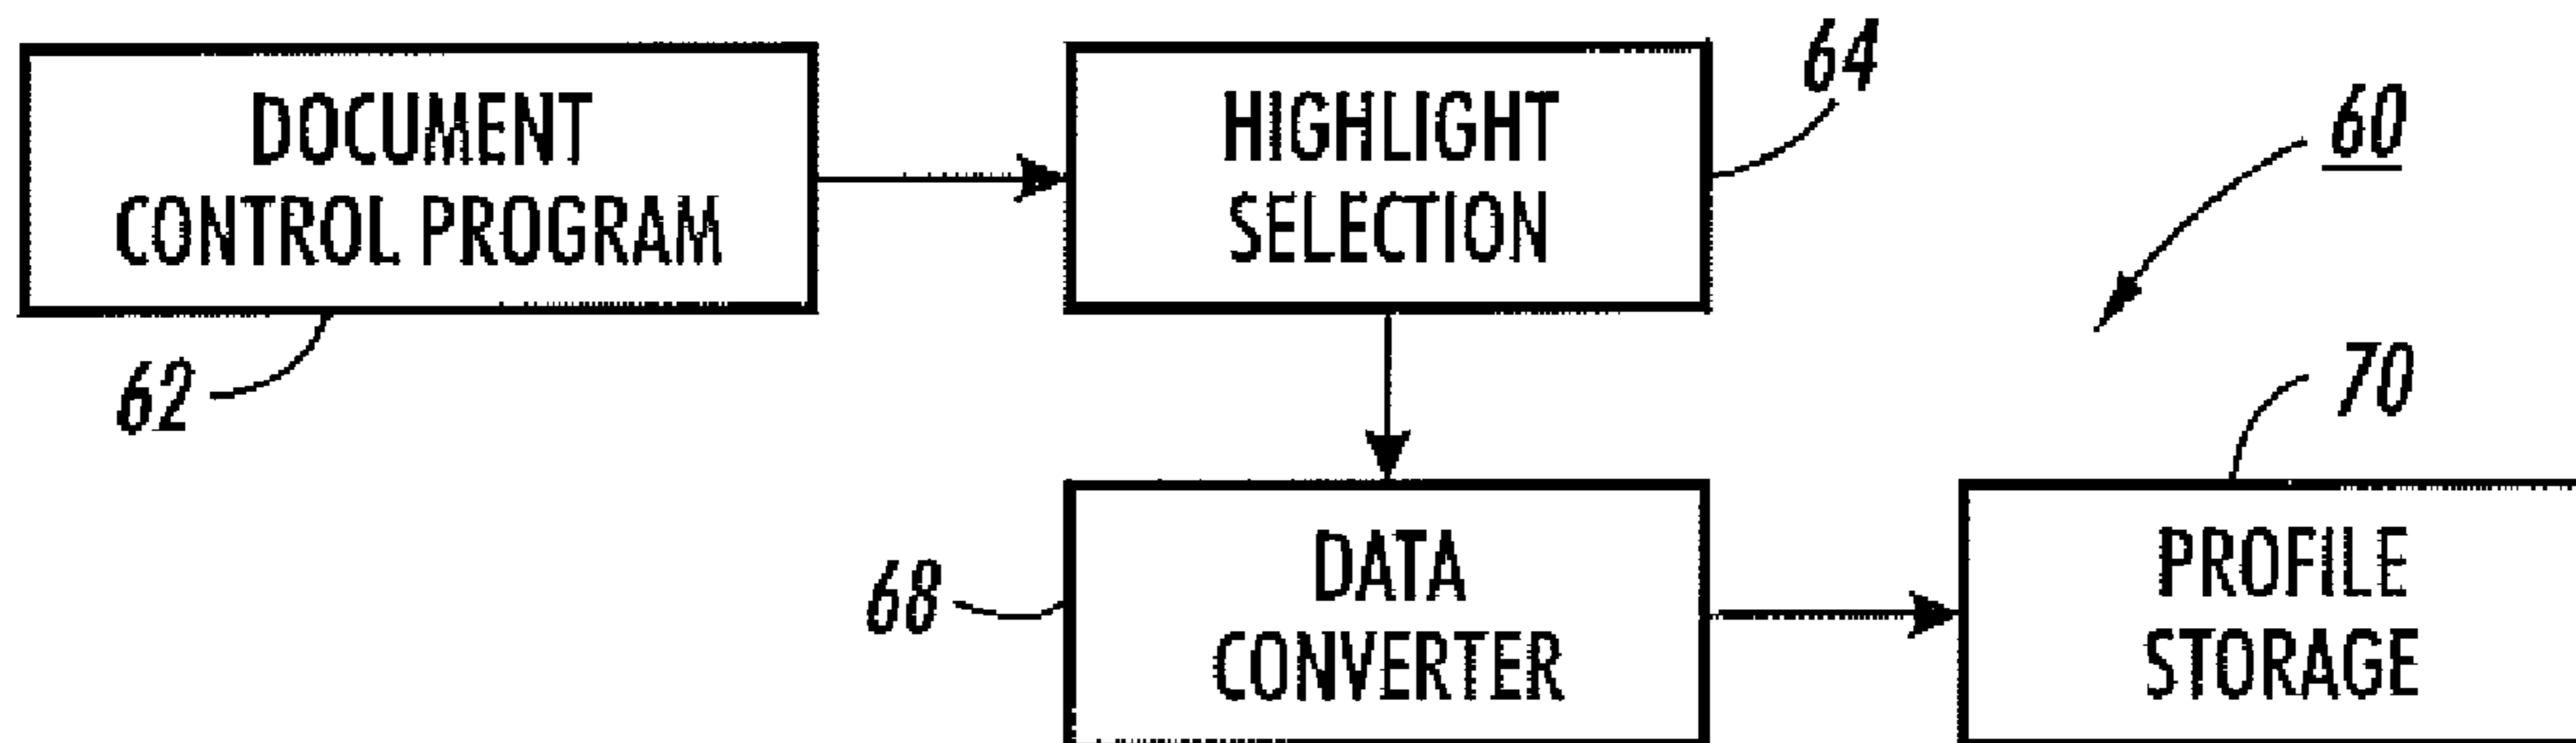 DOCUMENT
CONTROL PROGRAM
62
HIGHLIGHT
SELECTION
64
60
DATA
CONVERTER
68
PROFILE
STORAGE
70